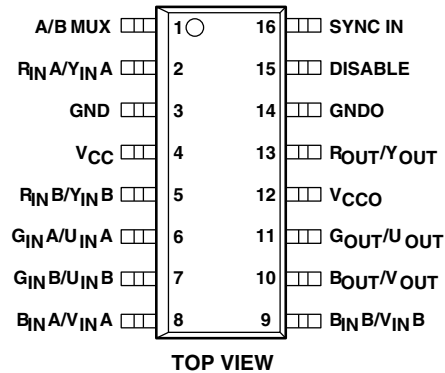 A/B MUX 1 16 SYNC IN
RIN A/YIN A 2 15 DISABLE
GND 3 14 GNDO
VCC 4 13 ROUT/YOUT
RIN B/YIN B 5 12 VCCO
GIN A/UIN A 6 11 GOUT/UOUT
GIN B/UIN B 7 10 BOUT/VOUT
BIN A/VIN A 8 9 BIN B/VIN B
TOP VIEW